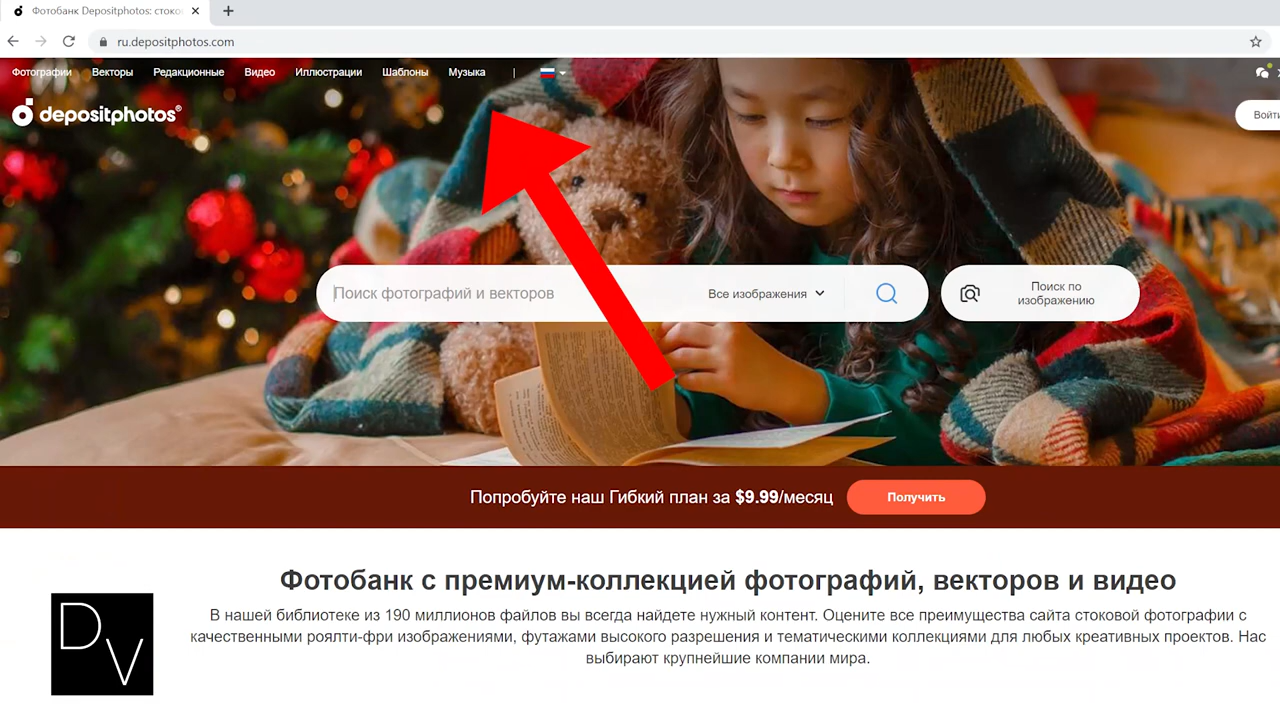 Фотобанк Depositphotos: стоко
ru.depositphotos.com
Фотографии Векторы Редакционные Видео Иллюстрации Шаблоны Музыка |
depositphotos®
Войти
Поиск фотографий и векторов
Все изображения
Поиск по
изображению
Попробуйте наш Гибкий план за $9.99/месяц
Получить
Фотобанк с премиум-коллекцией фотографий, векторов и видео
В нашей библиотеке из 190 миллионов файлов вы всегда найдете нужный контент. Оцените все преимущества сайта стоковой фотографии с
качественными роялти-фри изображениями, футажами высокого разрешения и тематическими коллекциями для любых креативных проектов. Нас
выбирают крупнейшие компании мира.
DV